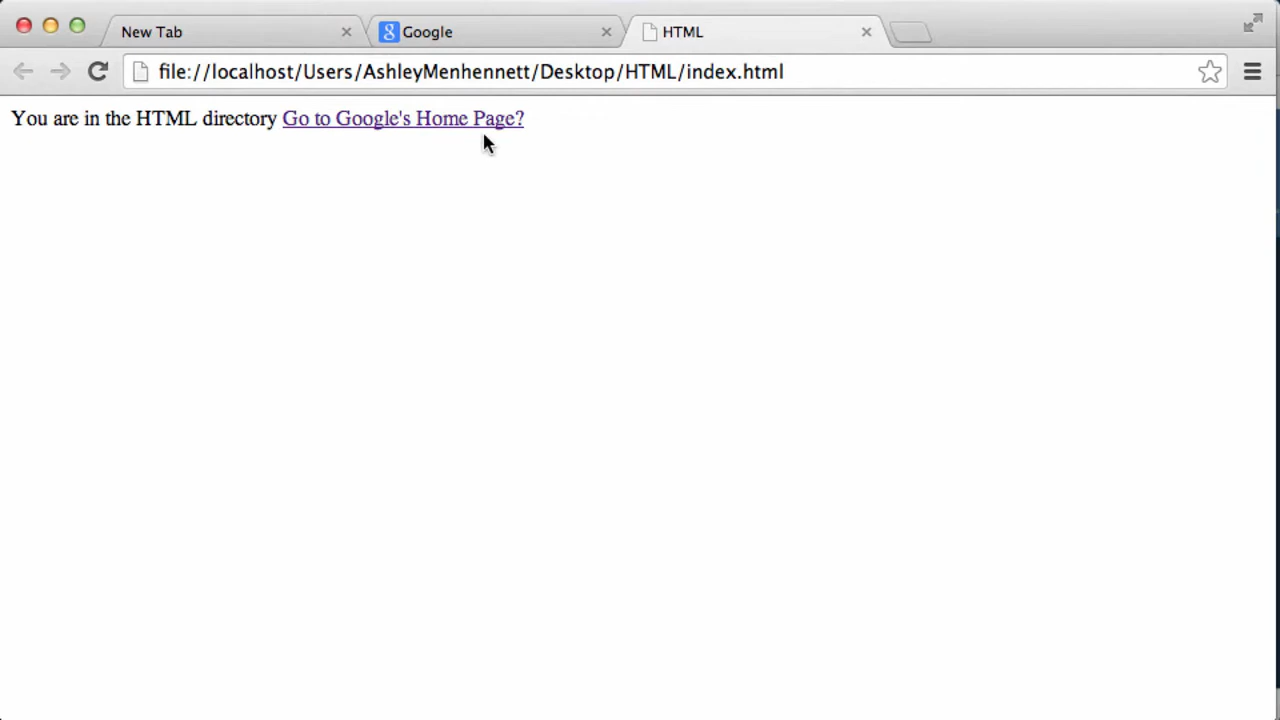 New Tab
Google
HTML
file://localhost/Users/AshleyMenhennett/Desktop/HTML/index.html
You are in the HTML directory Go to Google's Home Page?